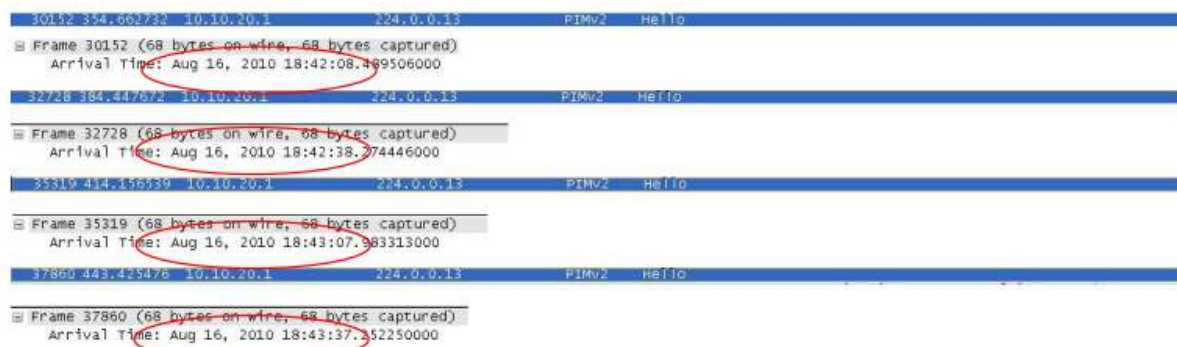 30152 354.662732 10.10.20.1 224.0.0.13 PIMv2 Hello
Frame 30152 (68 bytes on wire, 68 bytes captured)
Arrival Time: Aug 16, 2010 18:42:08.489506000
32728 384.447672 10.10.20.1 224.0.0.13 PIMv2 Hello
Frame 32728 (68 bytes on wire, 68 bytes captured)
Arrival Time: Aug 16, 2010 18:42:38.274446000
35319 414.156539 10.10.20.1 224.0.0.13 PIMv2 Hello
Frame 35319 (68 bytes on wire, 68 bytes captured)
Arrival Time: Aug 16, 2010 18:43:07.983313000
37860 443.425476 10.10.20.1 224.0.0.13 PIMv2 Hello
Frame 37860 (68 bytes on wire, 68 bytes captured)
Arrival Time: Aug 16, 2010 18:43:37.252250000